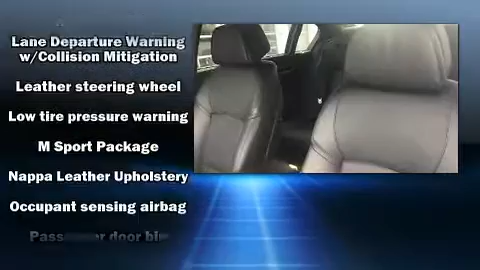 Lane Departure Warning
w/Collision Mitigation
Leather steering wheel
Low tire pressure warning
M Sport Package
Nappa Leather Upholstery
Occupant sensing airbag
door